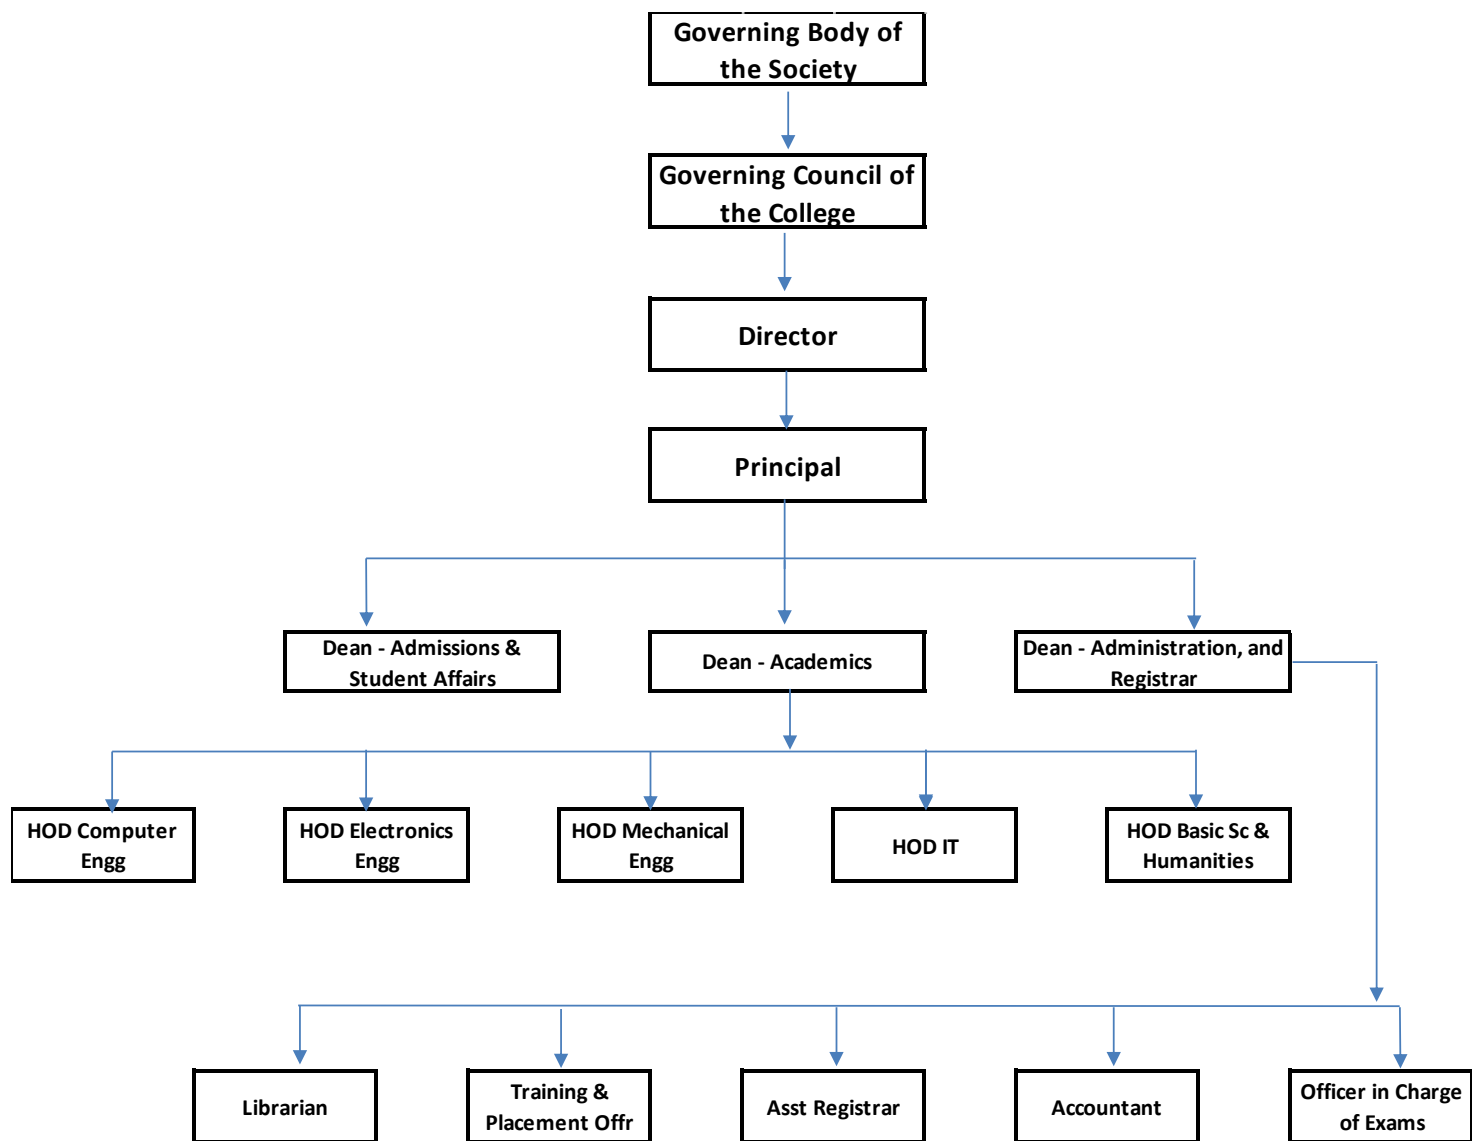 Governing Body of
the Society
Governing Council of
the College
Director
Principal
Dean - Admissions &
Student Affairs
Dean - Academics
Dean - Administration, and
Registrar
HOD Computer
Engg
HOD Electronics
Engg
HOD Mechanical
Engg
HOD IT
HOD Basic Sc &
Humanities
Librarian
Training &
Placement Offr
Asst Registrar
Accountant
Officer in Charge
of Exams